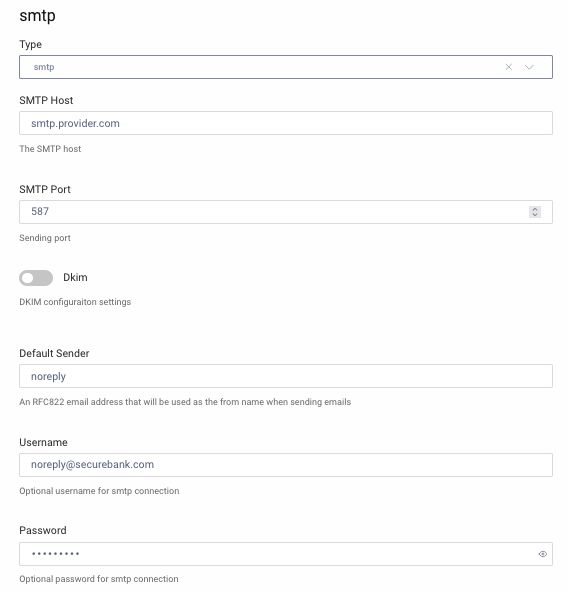 smtp
Type
smtp
SMTP Host
smtp.provider.com
The SMTP host
SMTP Port
587
Sending port
Dkim
DKIM configuraiton settings
Default Sender
noreply
An RFC822 email address that will be used as the from name when sending emails
Username
noreply@securebank.com
Optional username for smtp connection
Password
•••••••••
Optional password for smtp connection